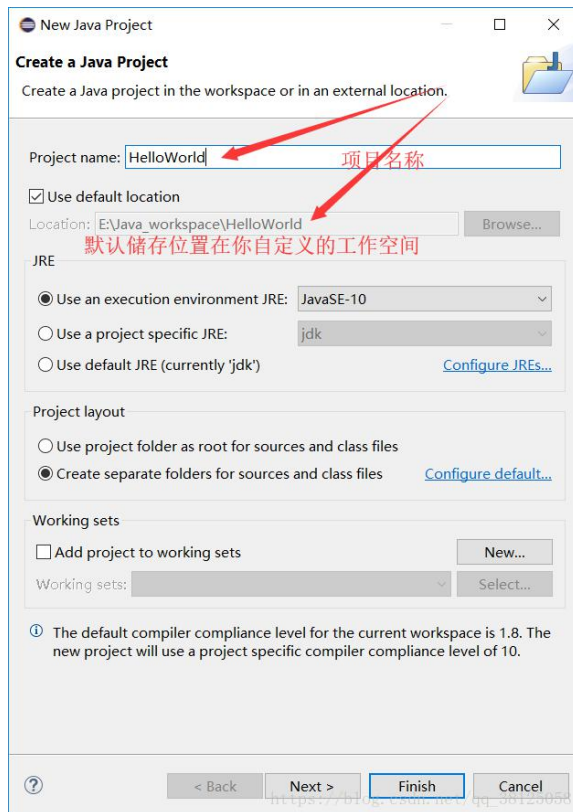 New Java Project
Create a Java Project
Create a Java project in the workspace or in an external location.
Project name: HelloWorld
项目名称
Use default location
Location: E:\Java_workspace\HelloWorld Browse...
默认储存位置在你自定义的工作空间
JRE
Use an execution environment JRE: JavaSE-10
Use a project specific JRE: jdk
Use default JRE (currently 'jdk') Configure JREs...
Project layout
Use project folder as root for sources and class files
Create separate folders for sources and class files Configure default...
Working sets
Add project to working sets New...
Working sets: Select...
The default compiler compliance level for the current workspace is 1.8. The
new project will use a project specific compiler compliance level of 10.
< Back Next > Finish Cancel
https://blog.csdn.net/qq_38125058